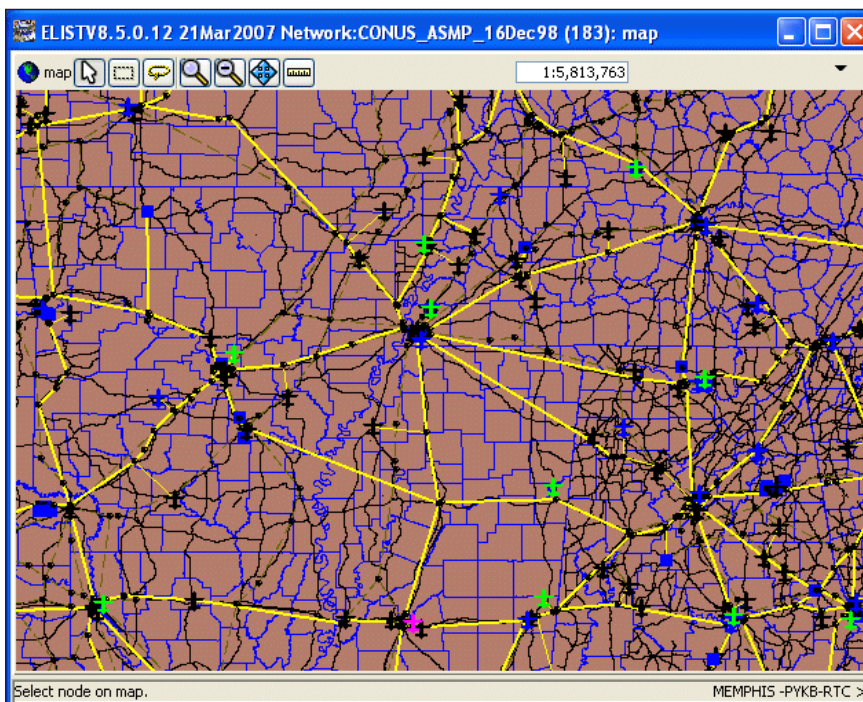 ELISTV8.5.0.12 21Mar2007 Network:CONUS_ASMP_16Dec98 (183): map
map
1:5,813,763
Select node on map.
MEMPHIS -PYKB-RTC >